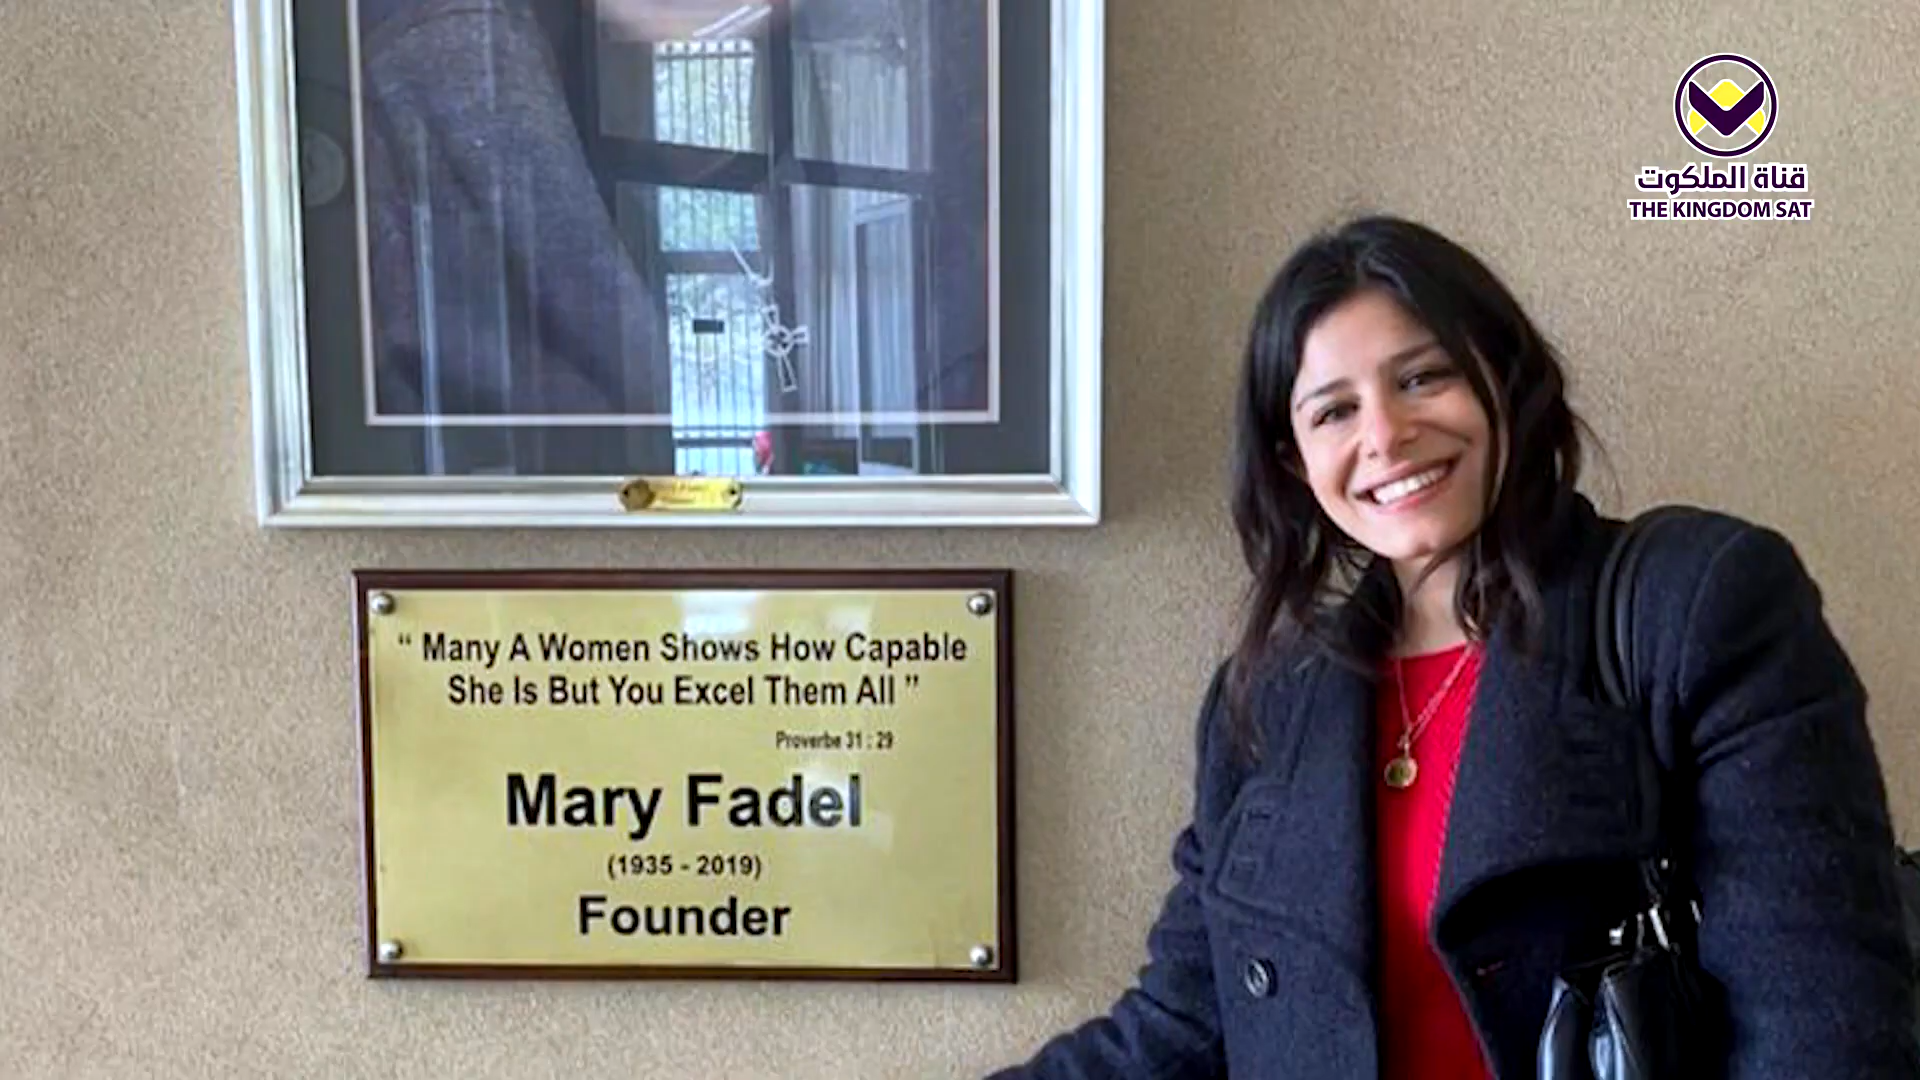 قناة الملكوت
THE KINGDOM SAT
“ Many A Women Shows How Capable
She Is But You Excel Them All ”
Proverbe 31 : 29
Mary Fadel
(1935 - 2019)
Founder